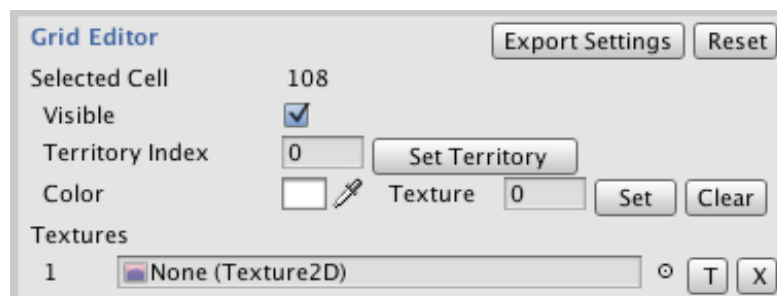 Grid Editor Export Settings Reset
Selected Cell 108
Visible
Territory Index 0 Set Territory
Color Texture 0 Set Clear
Textures
1 None (Texture2D) T X